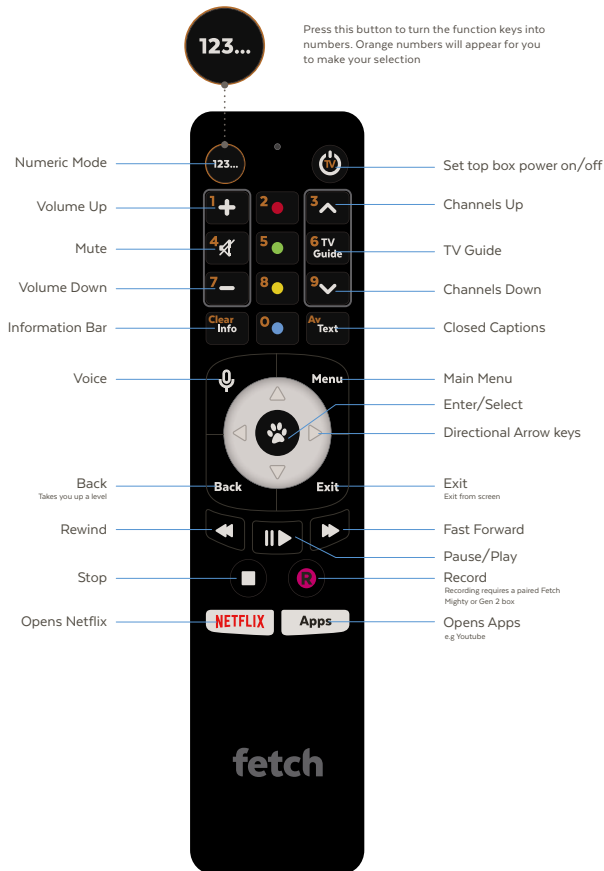 123...
Press this button to turn the function keys into
numbers. Orange numbers will appear for you
to make your selection
Numeric Mode
123...
TV
Set top box power on/off
Volume Up
1
2
3
Channels Up
Mute
4
5
6 TV
Guide
TV Guide
Volume Down
7
8
9
Channels Down
Information Bar
Clear
Info
0
Av
Text
Closed Captions
Voice
Menu
Main Menu
Enter/Select
Directional Arrow keys
Back
Takes you up a level
Back
Exit
Exit
Exit from screen
Rewind
Fast Forward
Pause/Play
Stop
R
Record
Recording requires a paired Fetch
Mighty or Gen 2 box
Opens Netflix
NETFLIX
Apps
Opens Apps
e.g Youtube
fetch